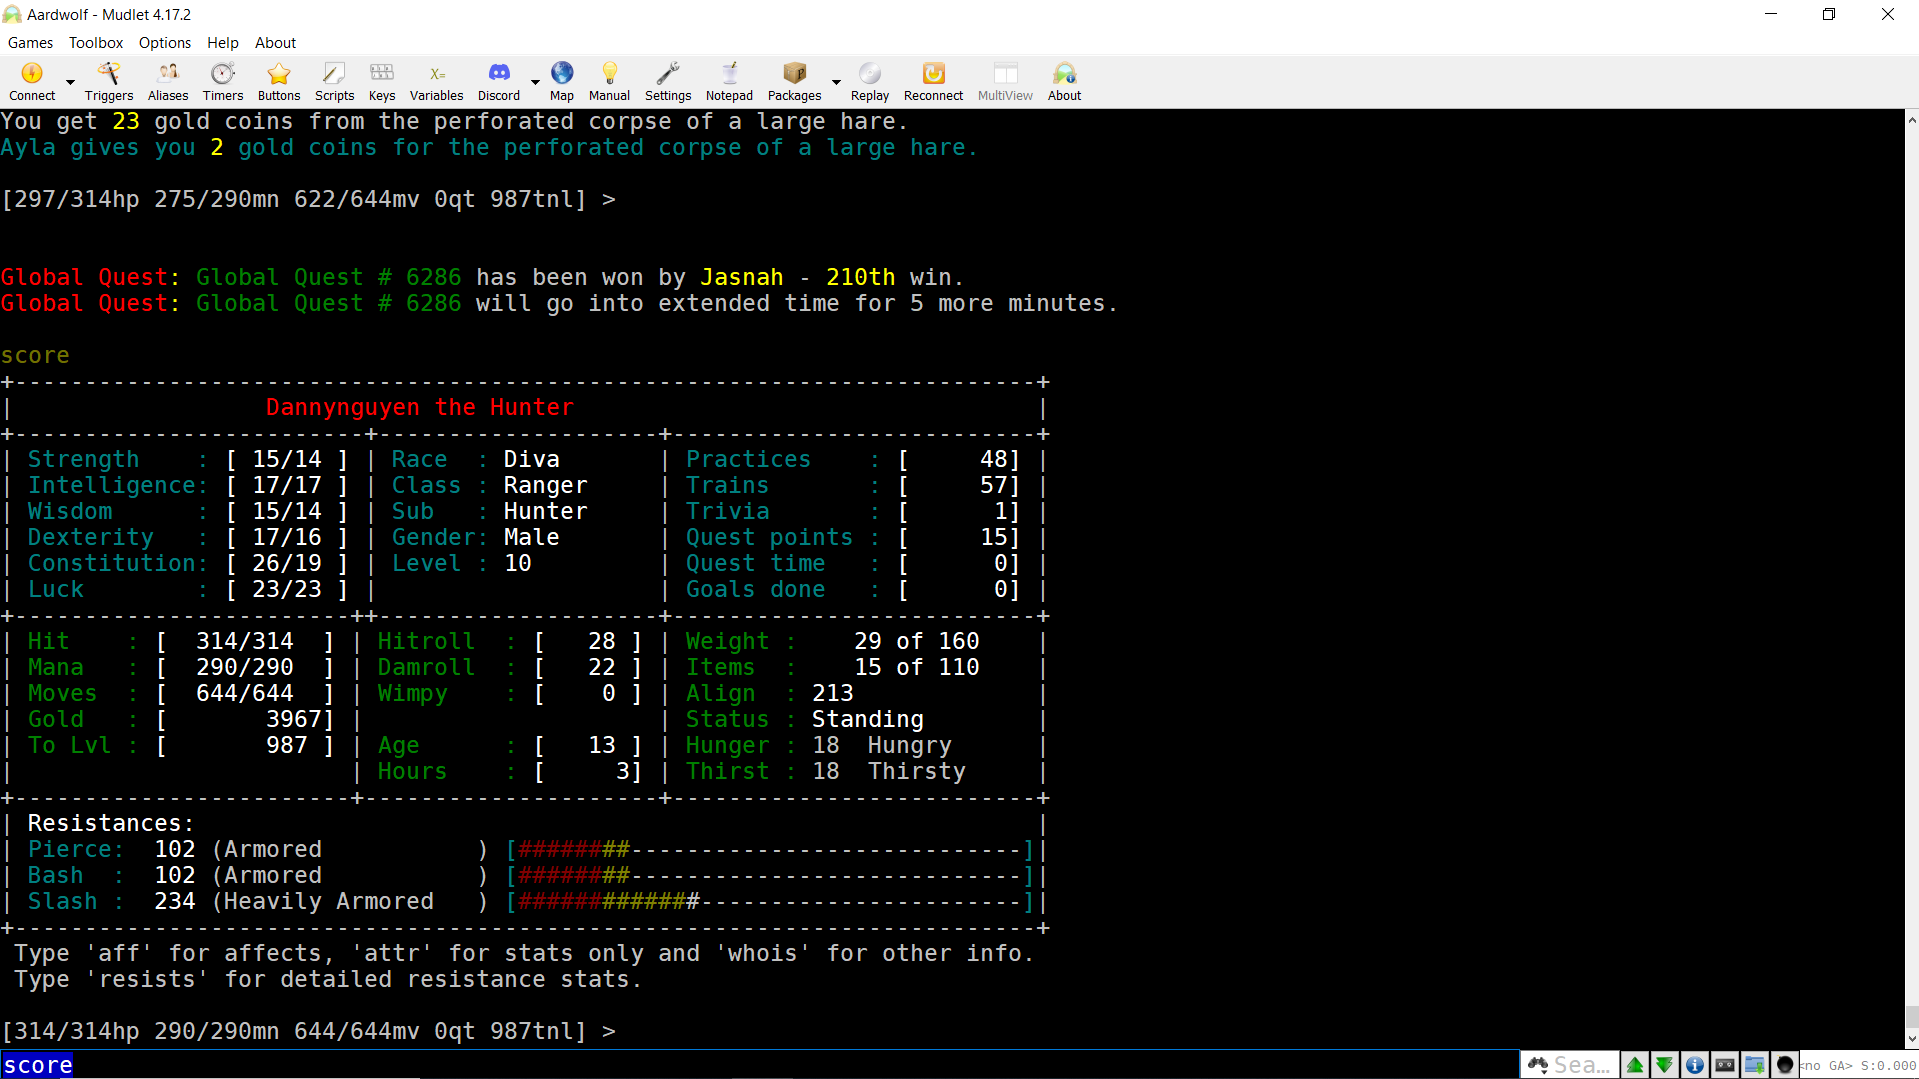 Aardwolf - Mudlet 4.17.2
Games Toolbox Options Help About
Connect Triggers Aliases Timers Buttons Scripts Keys Variables Discord Map Manual Settings Notepad Packages Replay Reconnect MultiView About
You get 23 gold coins from the perforated corpse of a large hare.
Ayla gives you 2 gold coins for the perforated corpse of a large hare.
[297/314hp 275/290mn 622/644mv 0qt 987tnl] >
Global Quest: Global Quest # 6286 has been won by Jasnah - 210th win.
Global Quest: Global Quest # 6286 will go into extended time for 5 more minutes.
score
+--------------------------------------------------------------------------+
| Dannynguyen the Hunter |
+-------------------------+--------------------+--------------------------+
| Strength : [ 15/14 ] | Race : Diva | Practices : [ 48] |
| Intelligence: [ 17/17 ] | Class : Ranger | Trains : [ 57] |
| Wisdom : [ 15/14 ] | Sub : Hunter | Trivia : [ 1] |
| Dexterity : [ 17/16 ] | Gender: Male | Quest points : [ 15] |
| Constitution: [ 26/19 ] | Level : 10 | Quest time : [ 0] |
| Luck : [ 23/23 ] | | Goals done : [ 0] |
+------------------------++--------------------+--------------------------+
| Hit : [ 314/314 ] | Hitroll : [ 28 ] | Weight : 29 of 160 |
| Mana : [ 290/290 ] | Damroll : [ 22 ] | Items : 15 of 110 |
| Moves : [ 644/644 ] | Wimpy : [ 0 ] | Align : 213 |
| Gold : [ 3967] | | Status : Standing |
| To Lvl : [ 987 ] | Age : [ 13 ] | Hunger : 18 Hungry |
| | Hours : [ 3] | Thirst : 18 Thirsty |
+------------------------+---------------------+--------------------------+
| Resistances: |
| Pierce: 102 (Armored ) [########----------------------------]|
| Bash : 102 (Armored ) [########----------------------------]|
| Slash : 234 (Heavily Armored ) [#############-----------------------]|
+--------------------------------------------------------------------------+
Type 'aff' for affects, 'attr' for stats only and 'whois' for other info.
Type 'resists' for detailed resistance stats.
[314/314hp 290/290mn 644/644mv 0qt 987tnl] >
score Sea... <no GA> S:0.000